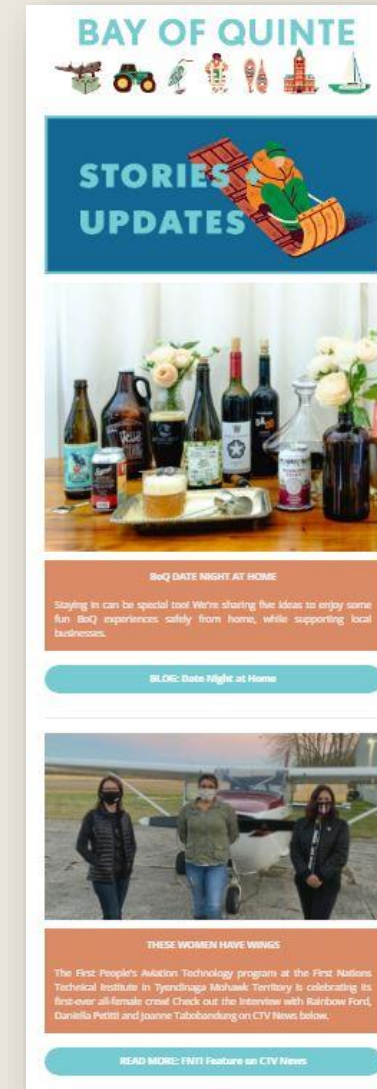 BAY OF QUINTE
STORIES +
UPDATES
BoQ DATE NIGHT AT HOME
Staying in can be special too! We're sharing five ideas to enjoy some
fun BoQ experiences safely from home, while supporting local
businesses.
BLOG: Date Night at Home
THESE WOMEN HAVE WINGS
The First People's Aviation Technology program at the First Nations
Technical Institute in Tyendinaga Mohawk Territory is celebrating its
first-ever all-female crew! Check out the interview with Rainbow Ford,
Daniella Petitti and Joanne Tabobandung on CTV News below.
READ MORE: FNTI Feature on CTV News